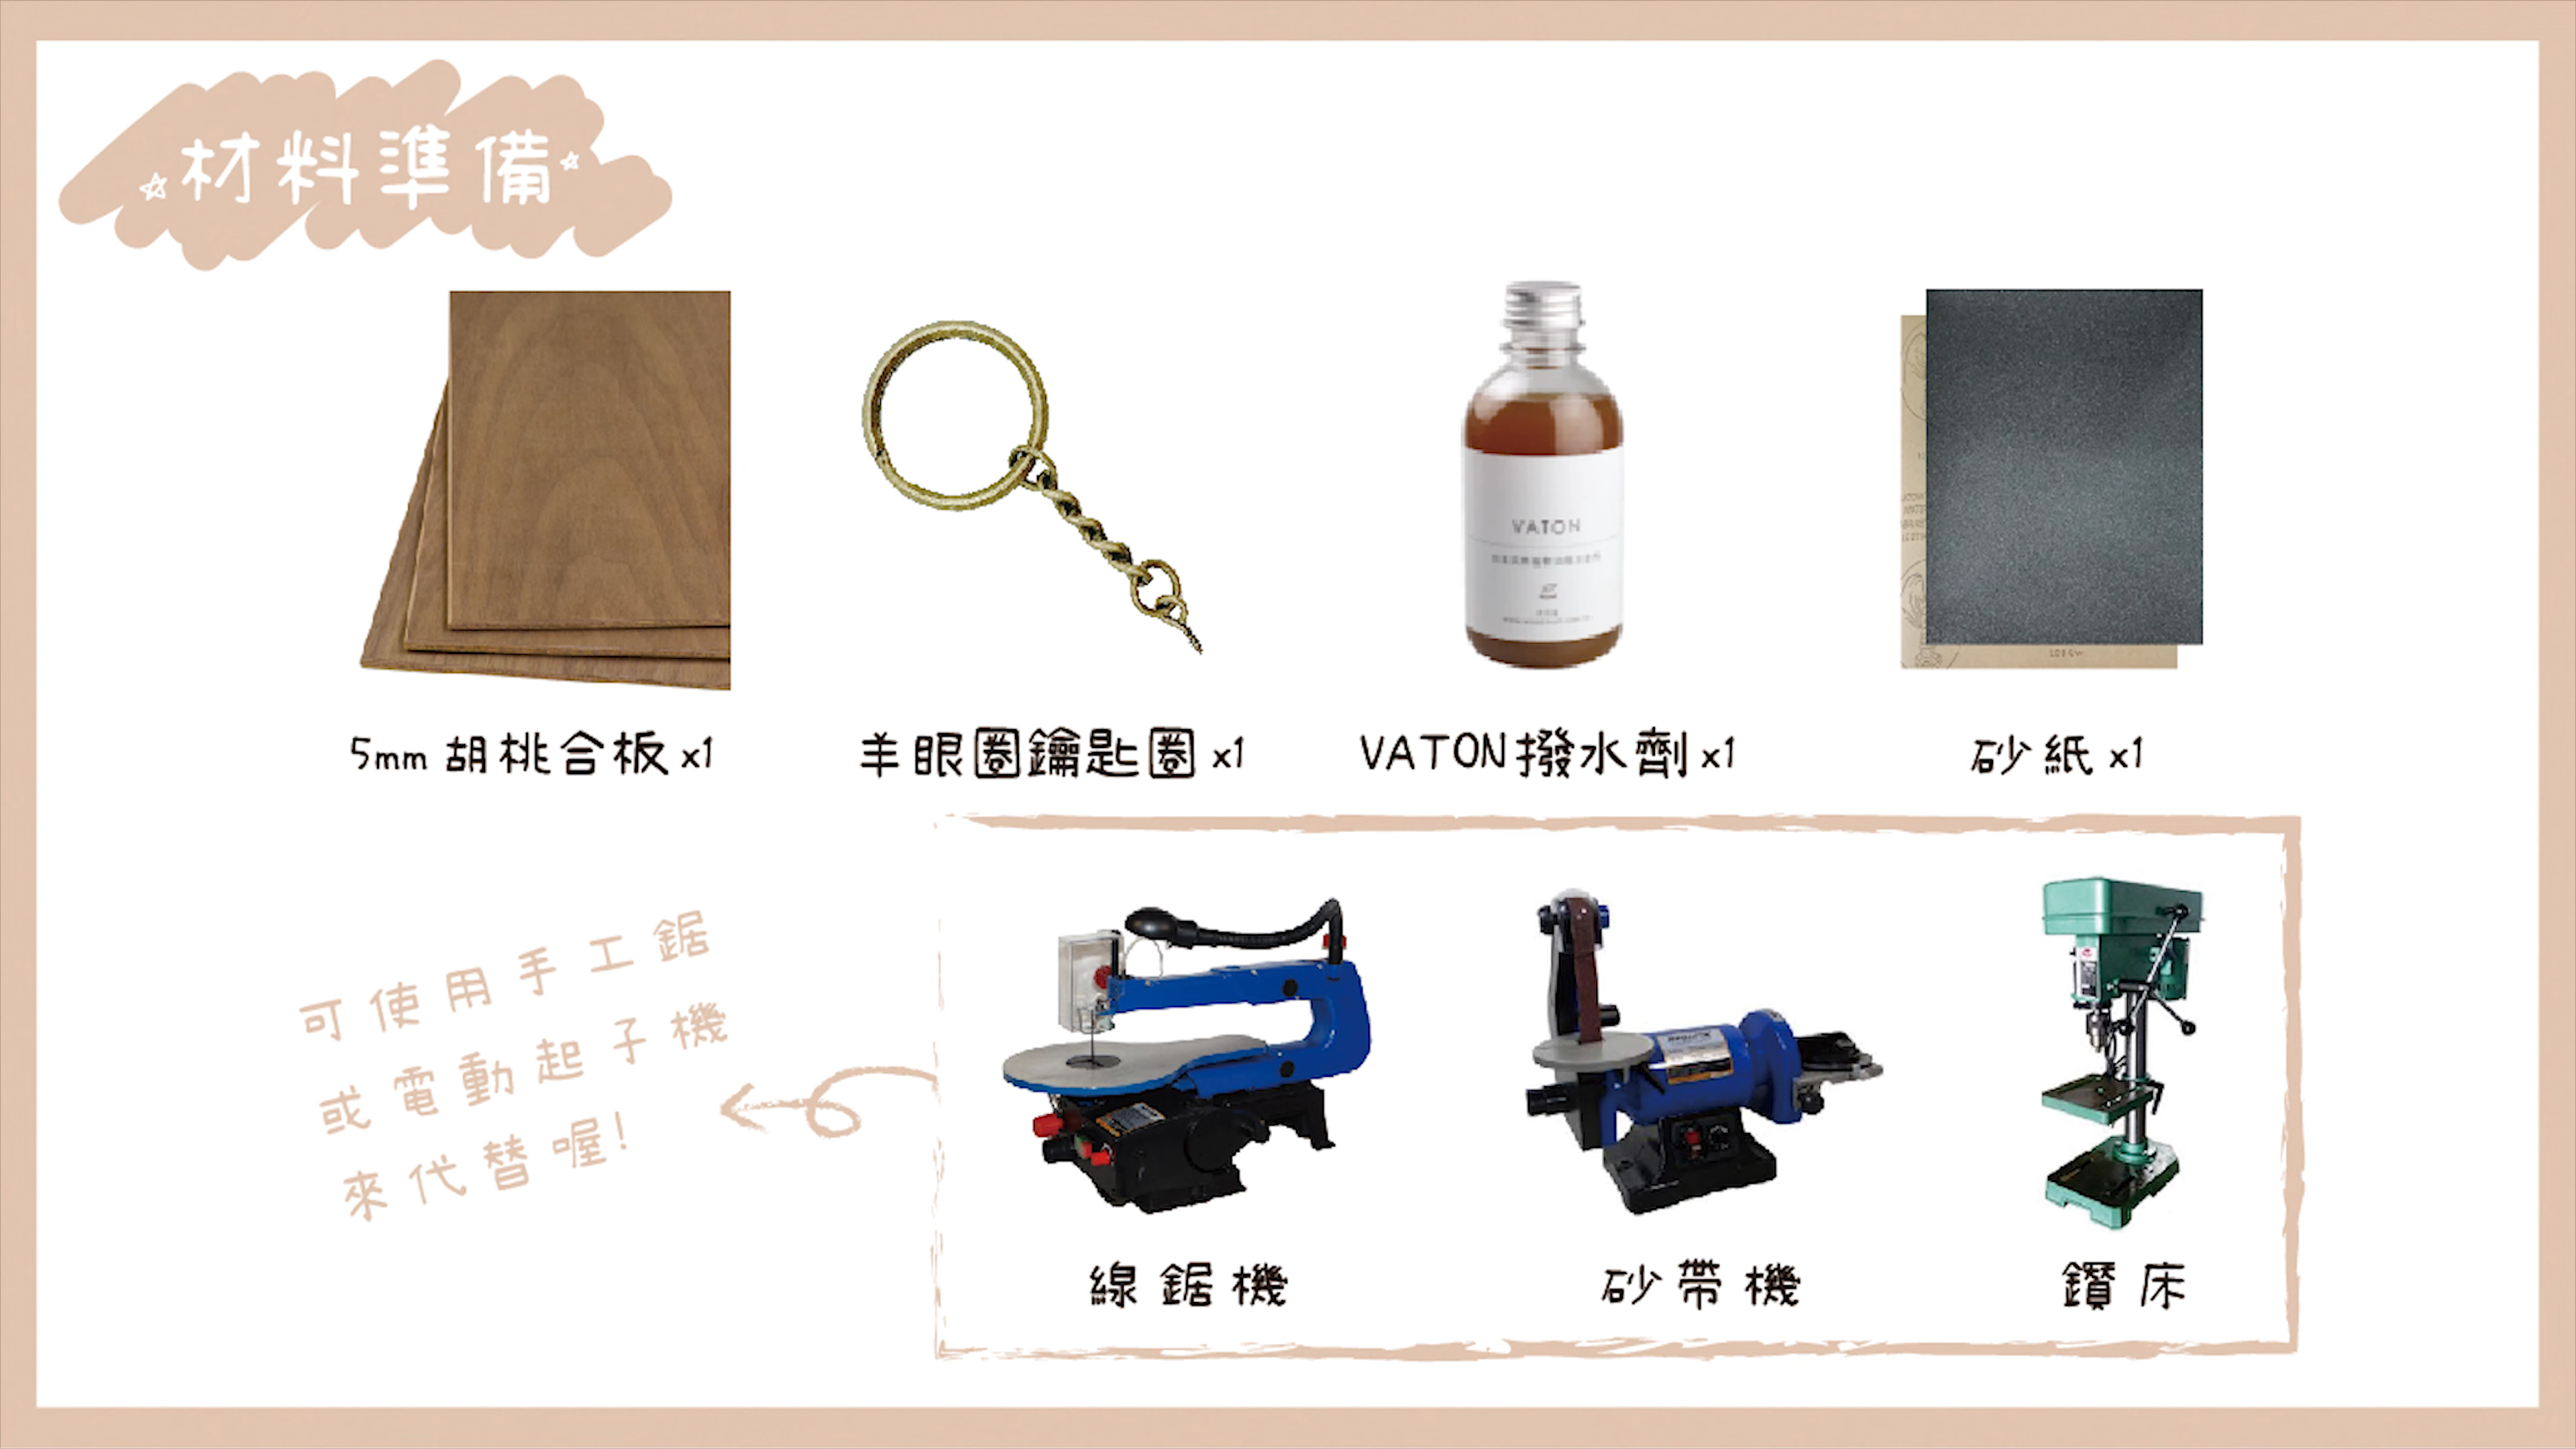 材料準備
5mm 胡桃合板 x1
羊眼圈鑰匙圈 x1
VATON
VATON撥水劑 x1
砂紙 x1
可使用手工鋸
或電動起子機
來代替喔!
線鋸機
砂帶機
鑽床